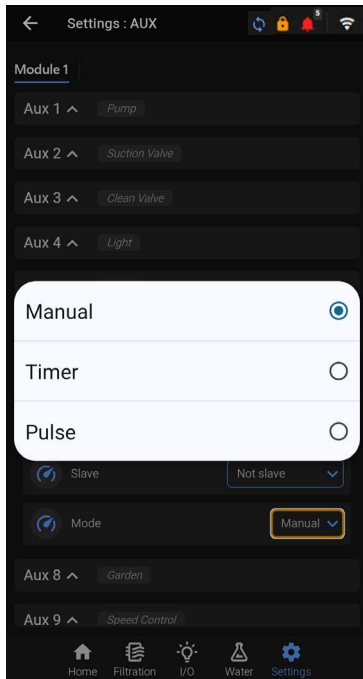 Settings : AUX
5
Module 1
Aux 1 Pump
Aux 2 Suction Valve
Aux 3 Clean Valve
Aux 4 Light
Manual
Timer
Pulse
Slave Not slave
Mode Manual
Aux 8 Garden
Aux 9 Speed Control
Home Filtration I/O Water Settings